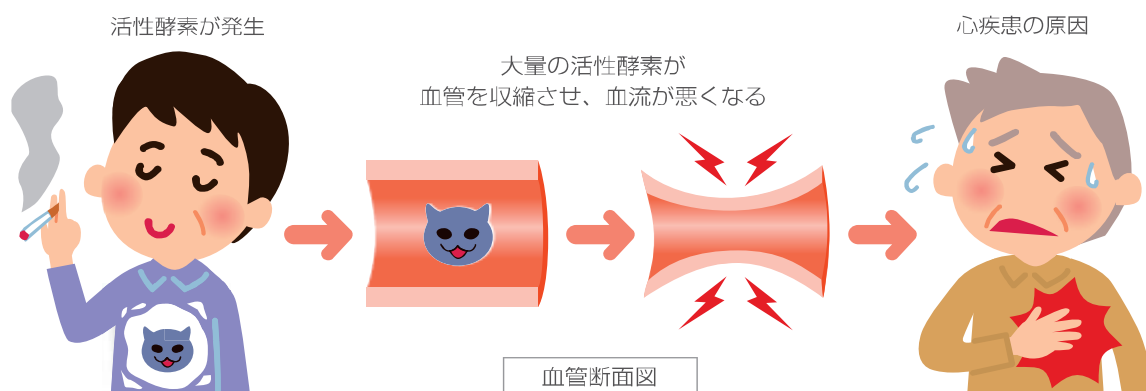 活性酵素が発生
大量の活性酵素が
血管を収縮させ、血流が悪くなる
心疾患の原因
血管断面図